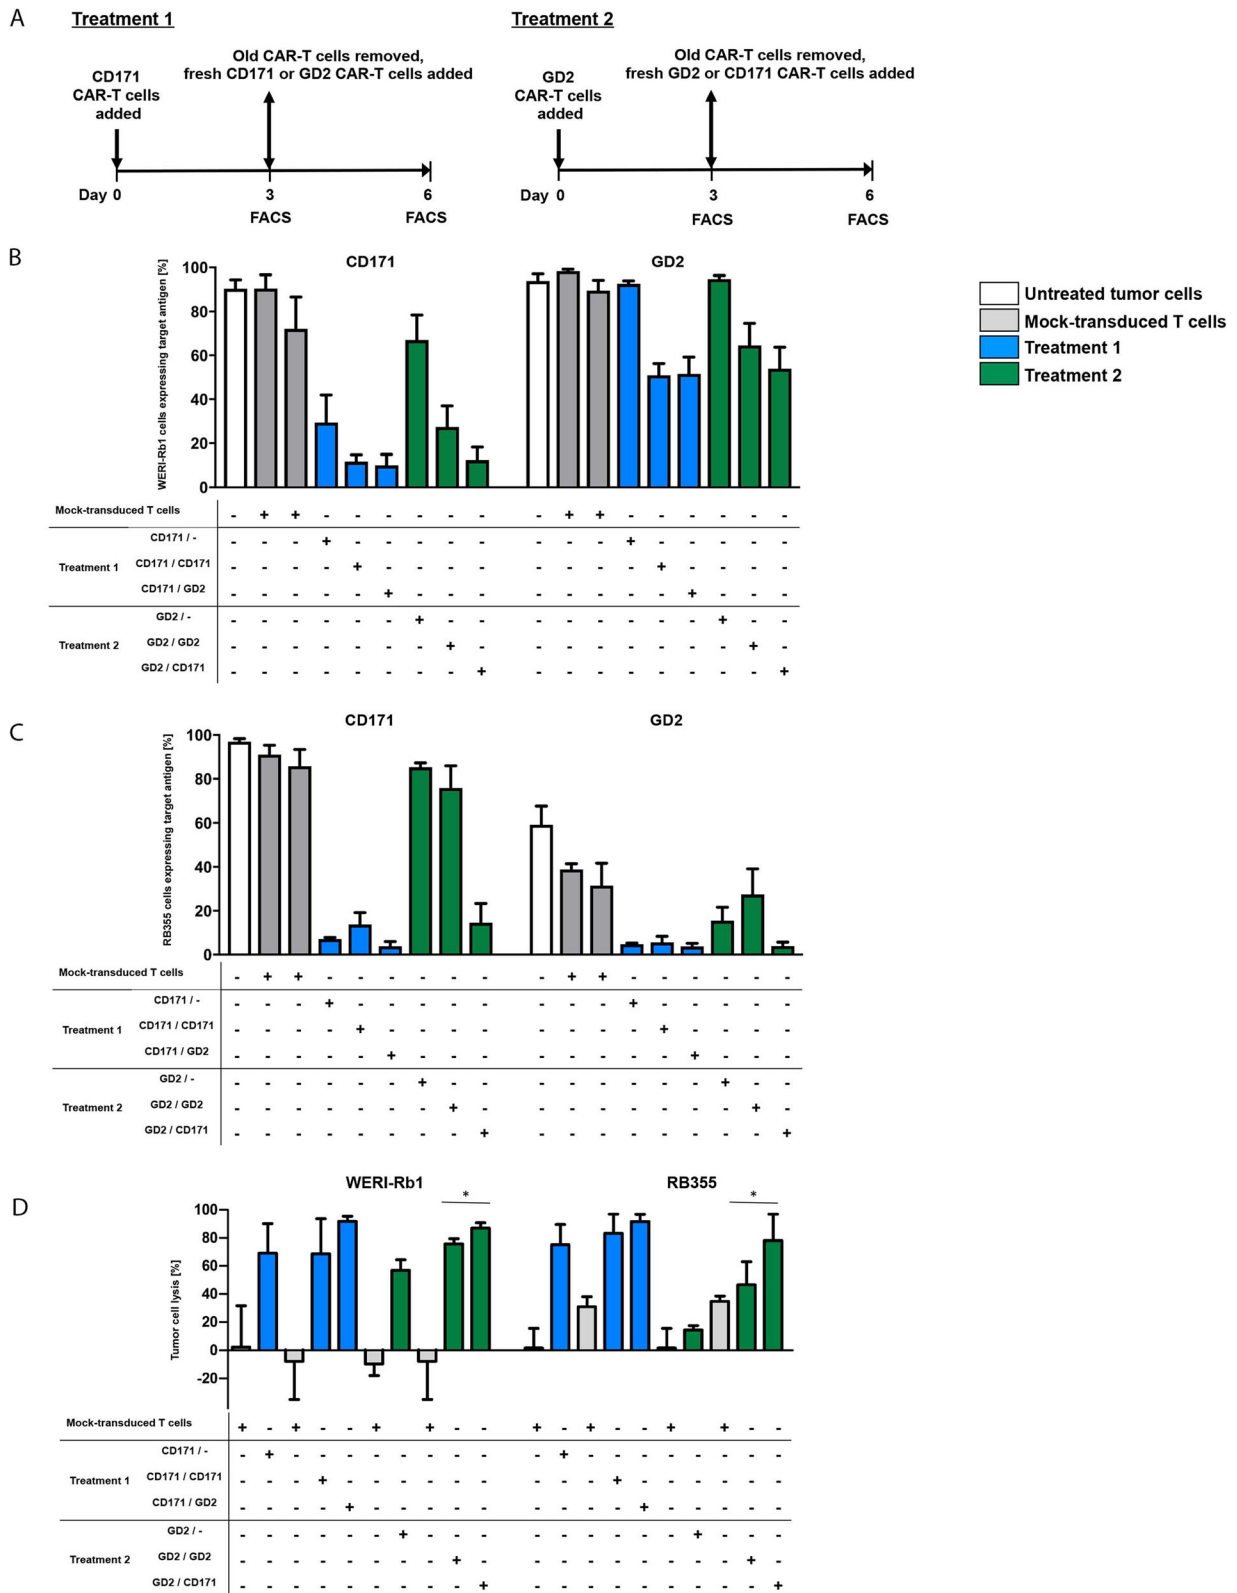 A
Treatment 1
Treatment 2
Old CAR-T cells removed,
fresh CD171 or GD2 CAR-T cells added
CD171
CAR-T cells
added
Day 0
3
6
FACS
FACS
Old CAR-T cells removed,
fresh GD2 or CD171 CAR-T cells added
GD2
CAR-T cells
added
Day 0
3
6
FACS
FACS
B
CD171
GD2
WERI-Rb1 cells expressing target antigen [%]
100
80
60
40
20
0
Untreated tumor cells
Mock-transduced T cells
Treatment 1
Treatment 2
Mock-transduced T cells - + + - - - - - - - + + - - - - - -
Treatment 1
CD171 / - - - - + - - - - - - - - + - - - - -
CD171 / CD171 - - - - + - - - - - - - - + - - - -
CD171 / GD2 - - - - - + - - - - - - - - + - - -
Treatment 2
GD2 / - - - - - - - + - - - - - - - - + - -
GD2 / GD2 - - - - - - - + - - - - - - - - + -
GD2 / CD171 - - - - - - - - + - - - - - - - - +
C
CD171
GD2
RB355 cells expressing target antigen [%]
100
80
60
40
20
0
Mock-transduced T cells - + + - - - - - - - + + - - - - - -
Treatment 1
CD171 / - - - - + - - - - - - - - + - - - - -
CD171 / CD171 - - - - + - - - - - - - - + - - - -
CD171 / GD2 - - - - - + - - - - - - - - + - - -
Treatment 2
GD2 / - - - - - - - + - - - - - - - - + - -
GD2 / GD2 - - - - - - - + - - - - - - - - + -
GD2 / CD171 - - - - - - - - + - - - - - - - - +
D
WERI-Rb1
RB355
*
*
Tumor cell lysis [%]
100
80
60
40
20
0
-20
Mock-transduced T cells + - + - - + - + - - + - + - - + - + - -
Treatment 1
CD171 / - - + - - - - - - - - - + - - - - - - - -
CD171 / CD171 - - - + - - - - - - - - - + - - - - - -
CD171 / GD2 - - - - + - - - - - - - - - + - - - - -
Treatment 2
GD2 / - - - - - - - + - - - - - - - - - + - - -
GD2 / GD2 - - - - - - - - + - - - - - - - - - + -
GD2 / CD171 - - - - - - - - - + - - - - - - - - - +